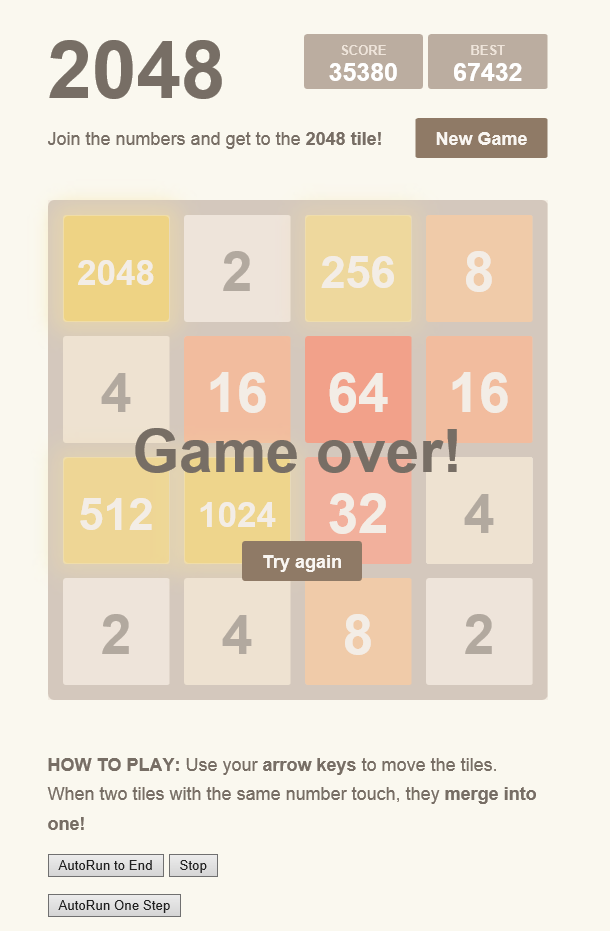 2048
SCORE
35380
BEST
67432
Join the numbers and get to the 2048 tile!
New Game
2048 2 256 8
4 16 64 16
Game over!
512 1024 32 4
Try again
2 4 8 2
HOW TO PLAY: Use your arrow keys to move the tiles.
When two tiles with the same number touch, they merge into
one!
AutoRun to End Stop
AutoRun One Step